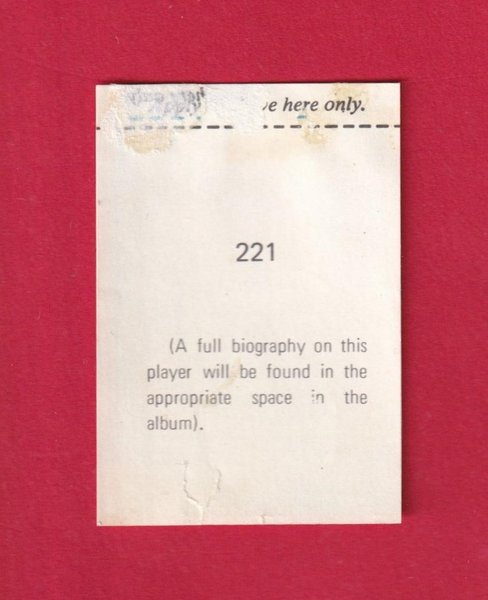 here only.
221
(A full biography on this
player will be found in the
appropriate space in the
album).